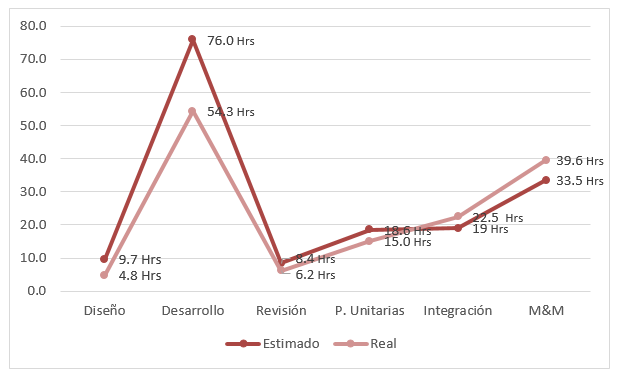 80.0
70.0
60.0
50.0
40.0
30.0
20.0
10.0
0.0
76.0 Hrs
54.3 Hrs
9.7 Hrs
4.8 Hrs
8.4 Hrs
6.2 Hrs
18.6 Hrs
15.0 Hrs
22.5 Hrs
19 Hrs
39.6 Hrs
33.5 Hrs
Diseño Desarrollo Revisión P. Unitarias Integración M&M
Estimado Real